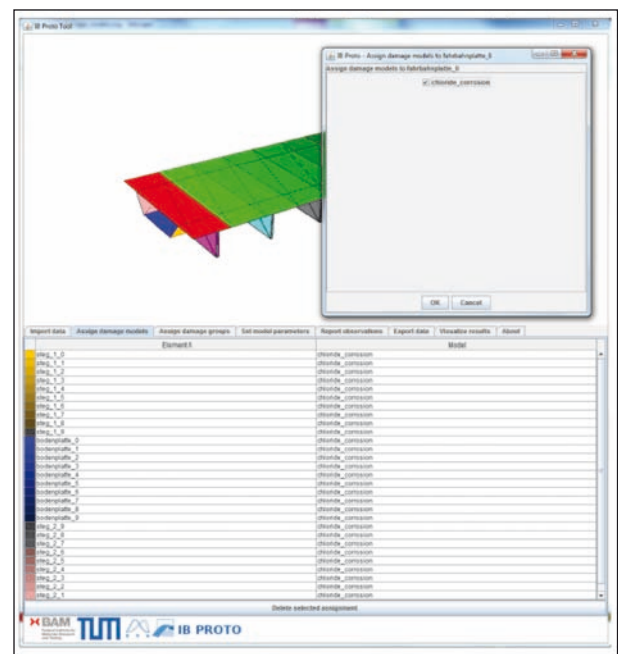 IB Proto Tool
IB Proto - Assign damage models to fahrbahnplatte_8
Assign damage models to fahrbahnplatte_8
chloride_corrosion
OK
Cancel
Import data
Assign damage models
Assign damage groups
Set model parameters
Report observations
Export data
Visualize results
About
Element
Model
steg_1_0 chloride_corrosion
steg_1_1 chloride_corrosion
steg_1_2 chloride_corrosion
steg_1_3 chloride_corrosion
steg_1_4 chloride_corrosion
steg_1_5 chloride_corrosion
steg_1_6 chloride_corrosion
steg_1_7 chloride_corrosion
steg_1_8 chloride_corrosion
steg_1_9 chloride_corrosion
bodenplatte_0 chloride_corrosion
bodenplatte_1 chloride_corrosion
bodenplatte_2 chloride_corrosion
bodenplatte_3 chloride_corrosion
bodenplatte_4 chloride_corrosion
bodenplatte_5 chloride_corrosion
bodenplatte_6 chloride_corrosion
bodenplatte_7 chloride_corrosion
bodenplatte_8 chloride_corrosion
bodenplatte_9 chloride_corrosion
steg_2_9 chloride_corrosion
steg_2_8 chloride_corrosion
steg_2_7 chloride_corrosion
steg_2_6 chloride_corrosion
steg_2_5 chloride_corrosion
steg_2_4 chloride_corrosion
steg_2_3 chloride_corrosion
steg_2_2 chloride_corrosion
steg_2_1 chloride_corrosion
Delete selected assignment
BAM
TUM
IB PROTO